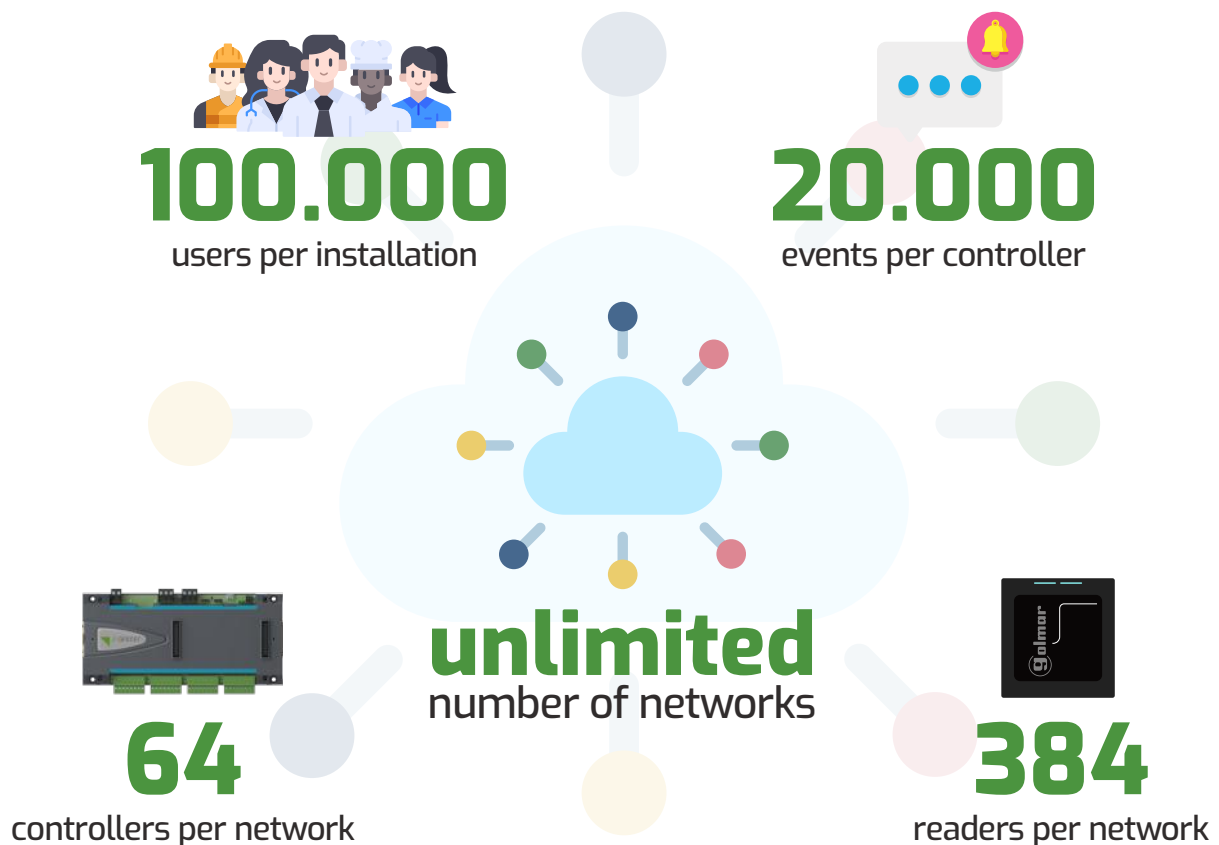 100.000
users per installation
20.000
events per controller
unlimited
number of networks
64
controllers per network
golmar
384
readers per network